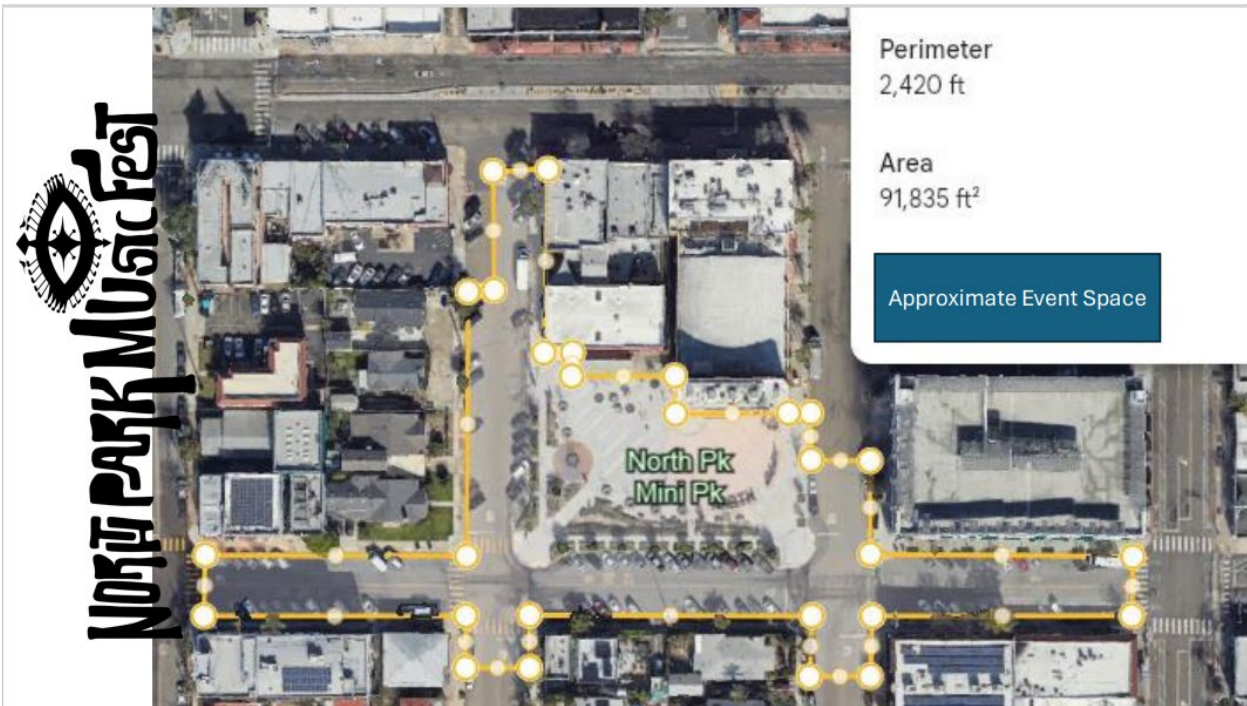 NORTH PARK MUSIC FEST
Perimeter
2,420 ft
Area
91,835 ft²
Approximate Event Space
North Pk
Mini Pk